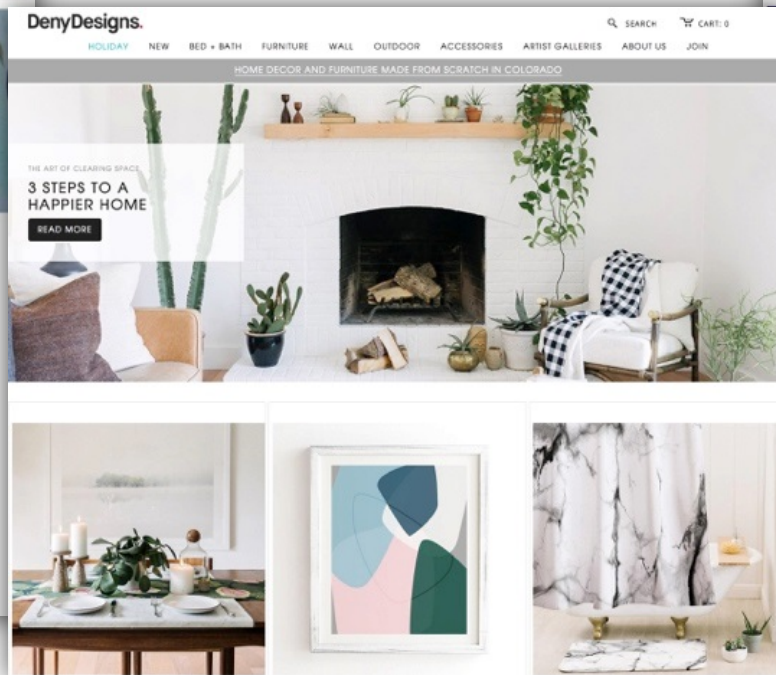 DenyDesigns.
SEARCH CART: 0
HOLIDAY NEW BED + BATH FURNITURE WALL OUTDOOR ACCESSORIES ARTIST GALLERIES ABOUT US JOIN
HOME DECOR AND FURNITURE MADE FROM SCRATCH IN COLORADO
THE ART OF CLEARING SPACE
3 STEPS TO A
HAPPIER HOME
READ MORE